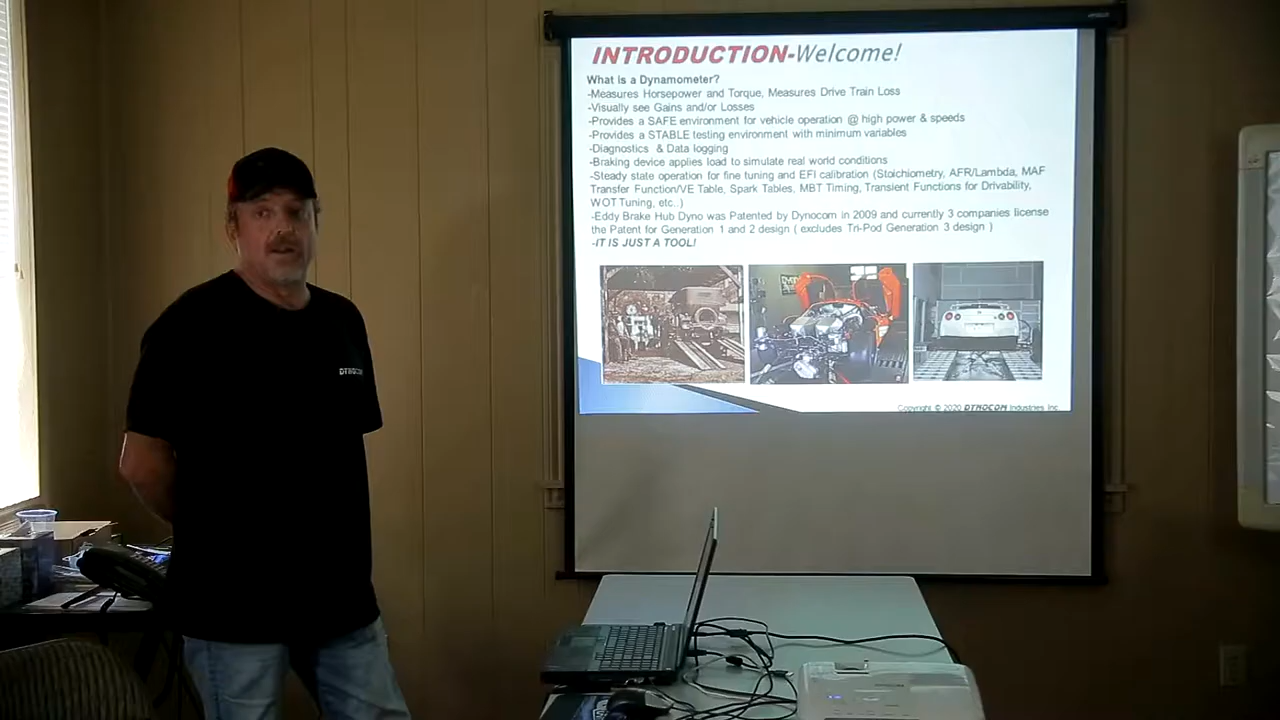 INTRODUCTION-Welcome!
What is a Dynamometer?
-Measures Horsepower and Torque, Measures Drive Train Loss
-Visually see Gains and/or Losses
-Provides a SAFE environment for vehicle operation @ high power & speeds
-Provides a STABLE testing environment with minimum variables
-Diagnostics & Data logging
-Braking device applies load to simulate real world conditions
-Steady state operation for fine tuning and EFI calibration (Stoichiometry, AFR/Lambda, MAF
Transfer Function/VE Table, Spark Tables, MBT Timing, Transient Functions for Drivability,
WOT Tuning, etc..)
-Eddy Brake Hub Dyno was Patented by Dynocom in 2009 and currently 3 companies license
the Patent for Generation 1 and 2 design ( excludes Tri-Pod Generation 3 design )
-IT IS JUST A TOOL!
Copyright © 2020 DYNOCOM Industries Inc.
DYNOCOM